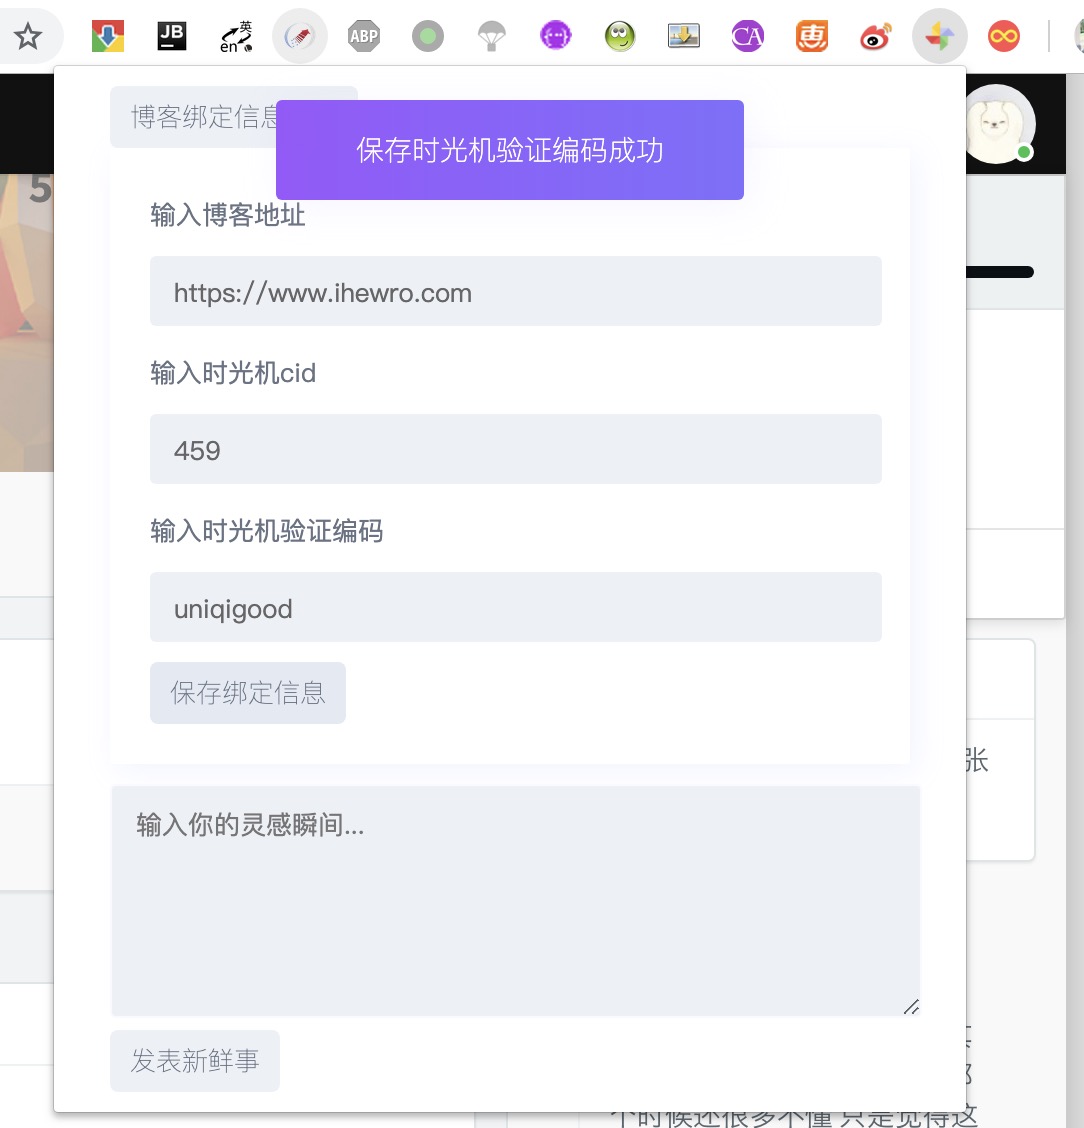 JB
英
en
ABP
CA
惠
5
博客绑定信息
保存时光机验证编码成功
输入博客地址
https://www.ihewro.com
输入时光机cid
459
输入时光机验证编码
uniqigood
保存绑定信息
张
输入你的灵感瞬间...
发表新鲜事
个时候还很多不懂 只是觉得这